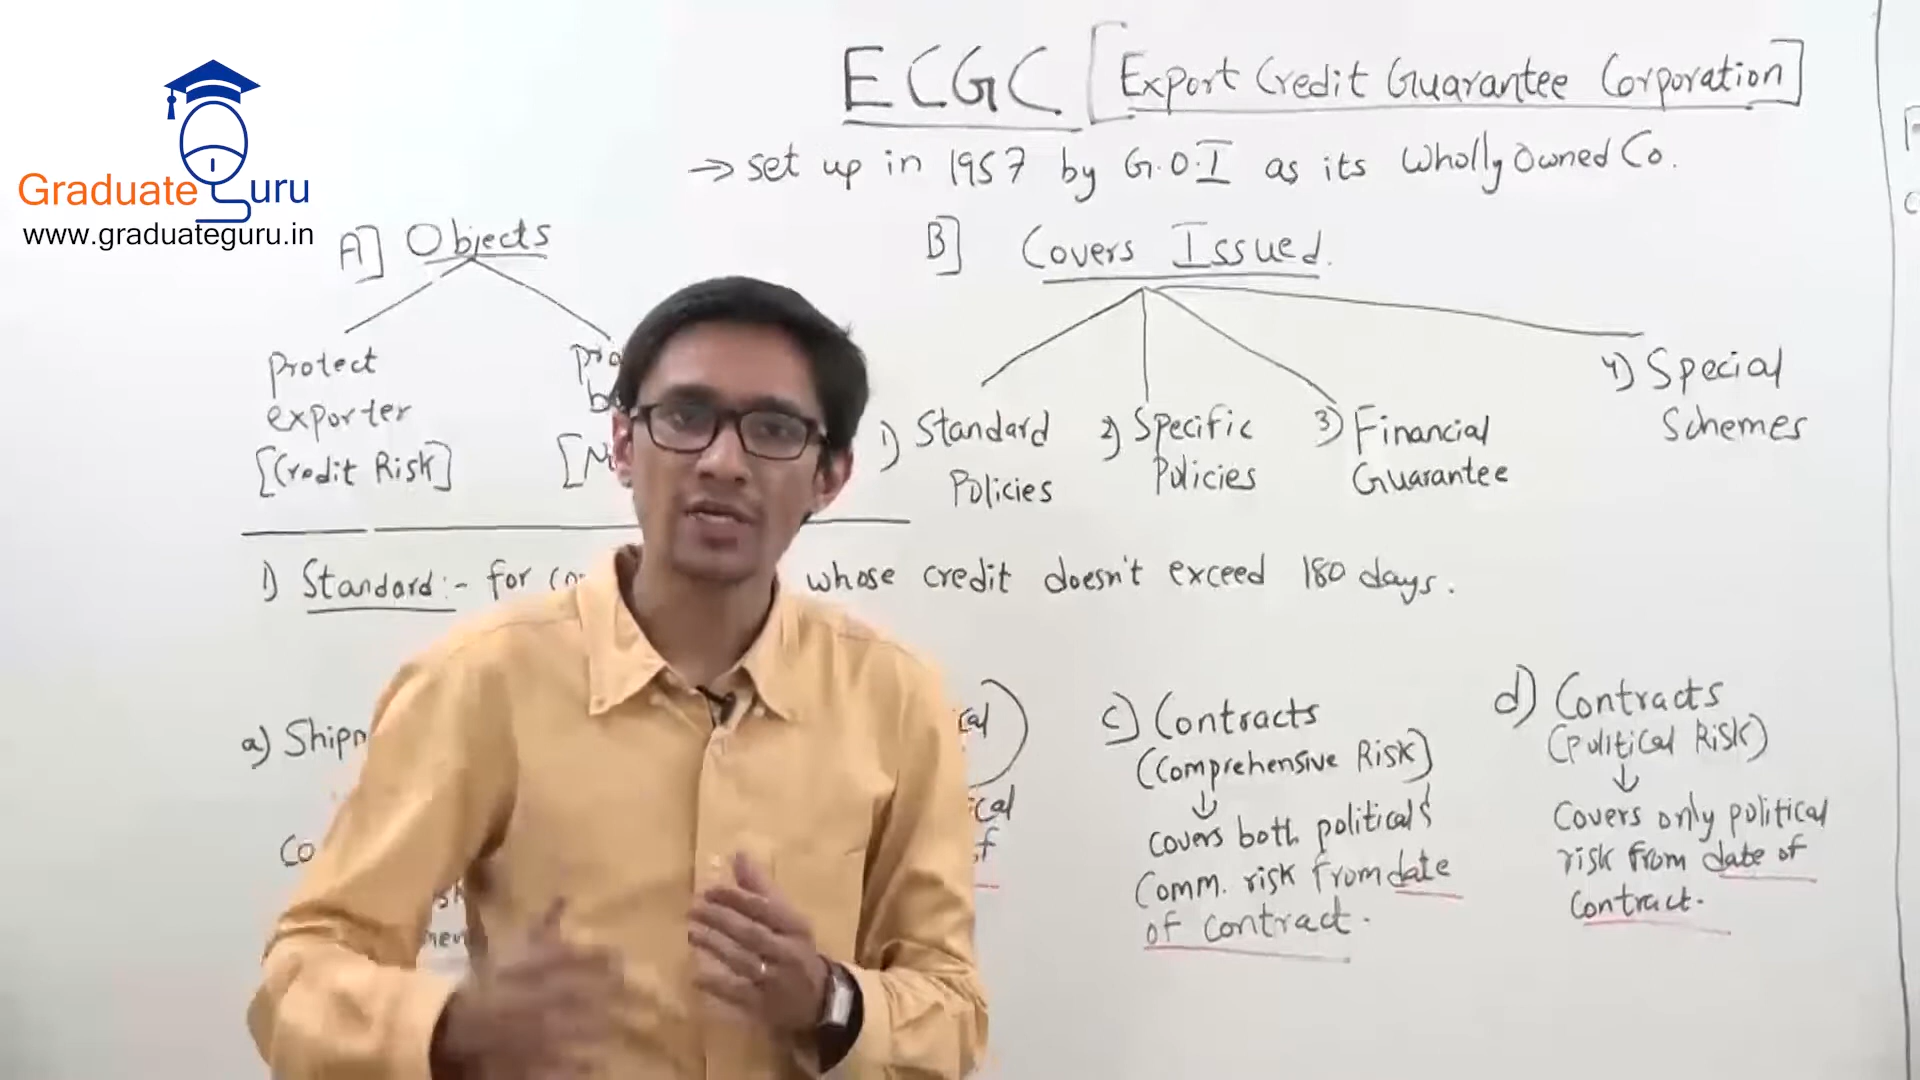 Graduate Guru
www.graduateguru.in
ECGC [Export Credit Guarantee Corporation]
→ set up in 1957 by G.O.I as its Wholly Owned Co.
A] Objects
Protect
exporter
[Credit Risk]
B] Covers Issued.
1) Standard
Policies
2) Specific
Policies
3) Financial
Guarantee
4) Special
Schemes
1) Standard:- for whose credit doesn't exceed 180 days.
a)
c) Contracts
(Comprehensive Risk)
↓
covers both political &
Comm. risk from date
of contract.
d) Contracts
(Political Risk)
↓
Covers only political
risk from date of
Contract.